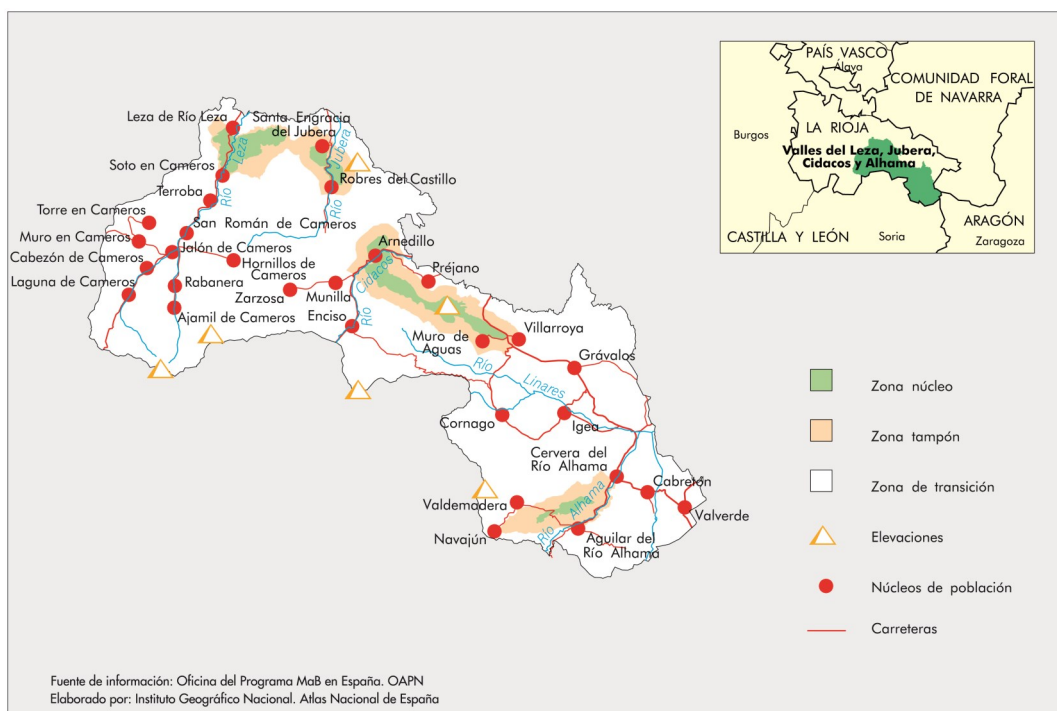 Leza de Río Leza
Santa Engracia
del Jubera
Río
Leza
Río
Jubera
Soto en Cameros
Robres del Castillo
Terroba
Torre en Cameros
San Román de Cameros
Muro en Cameros
Jalón de Cameros
Cabezón de Cameros
Hornillos de
Cameros
Laguna de Cameros
Rabanera
Zarzosa
Munilla
Ajamil de Cameros
Enciso
Arnedillo
Río
Cidacos
Préjano
Muro de
Aguas
Villarroya
Grávalos
Río
Linares
Cornago
Igea
Cervera del
Río Alhama
Cabretón
Valdemadera
Valverde
Navajún
Río
Alhama
Aguilar del
Río Alhama
PAÍS VASCO
Álava
COMUNIDAD FORAL
DE NAVARRA
Burgos
LA RIOJA
Valles del Leza, Jubera,
Cidacos y Alhama
ARAGÓN
CASTILLA Y LEÓN
Soria
Zaragoza
Zona núcleo
Zona tampón
Zona de transición
Elevaciones
Núcleos de población
Carreteras
Fuente de información: Oficina del Programa MaB en España. OAPN
Elaborado por: Instituto Geográfico Nacional. Atlas Nacional de España